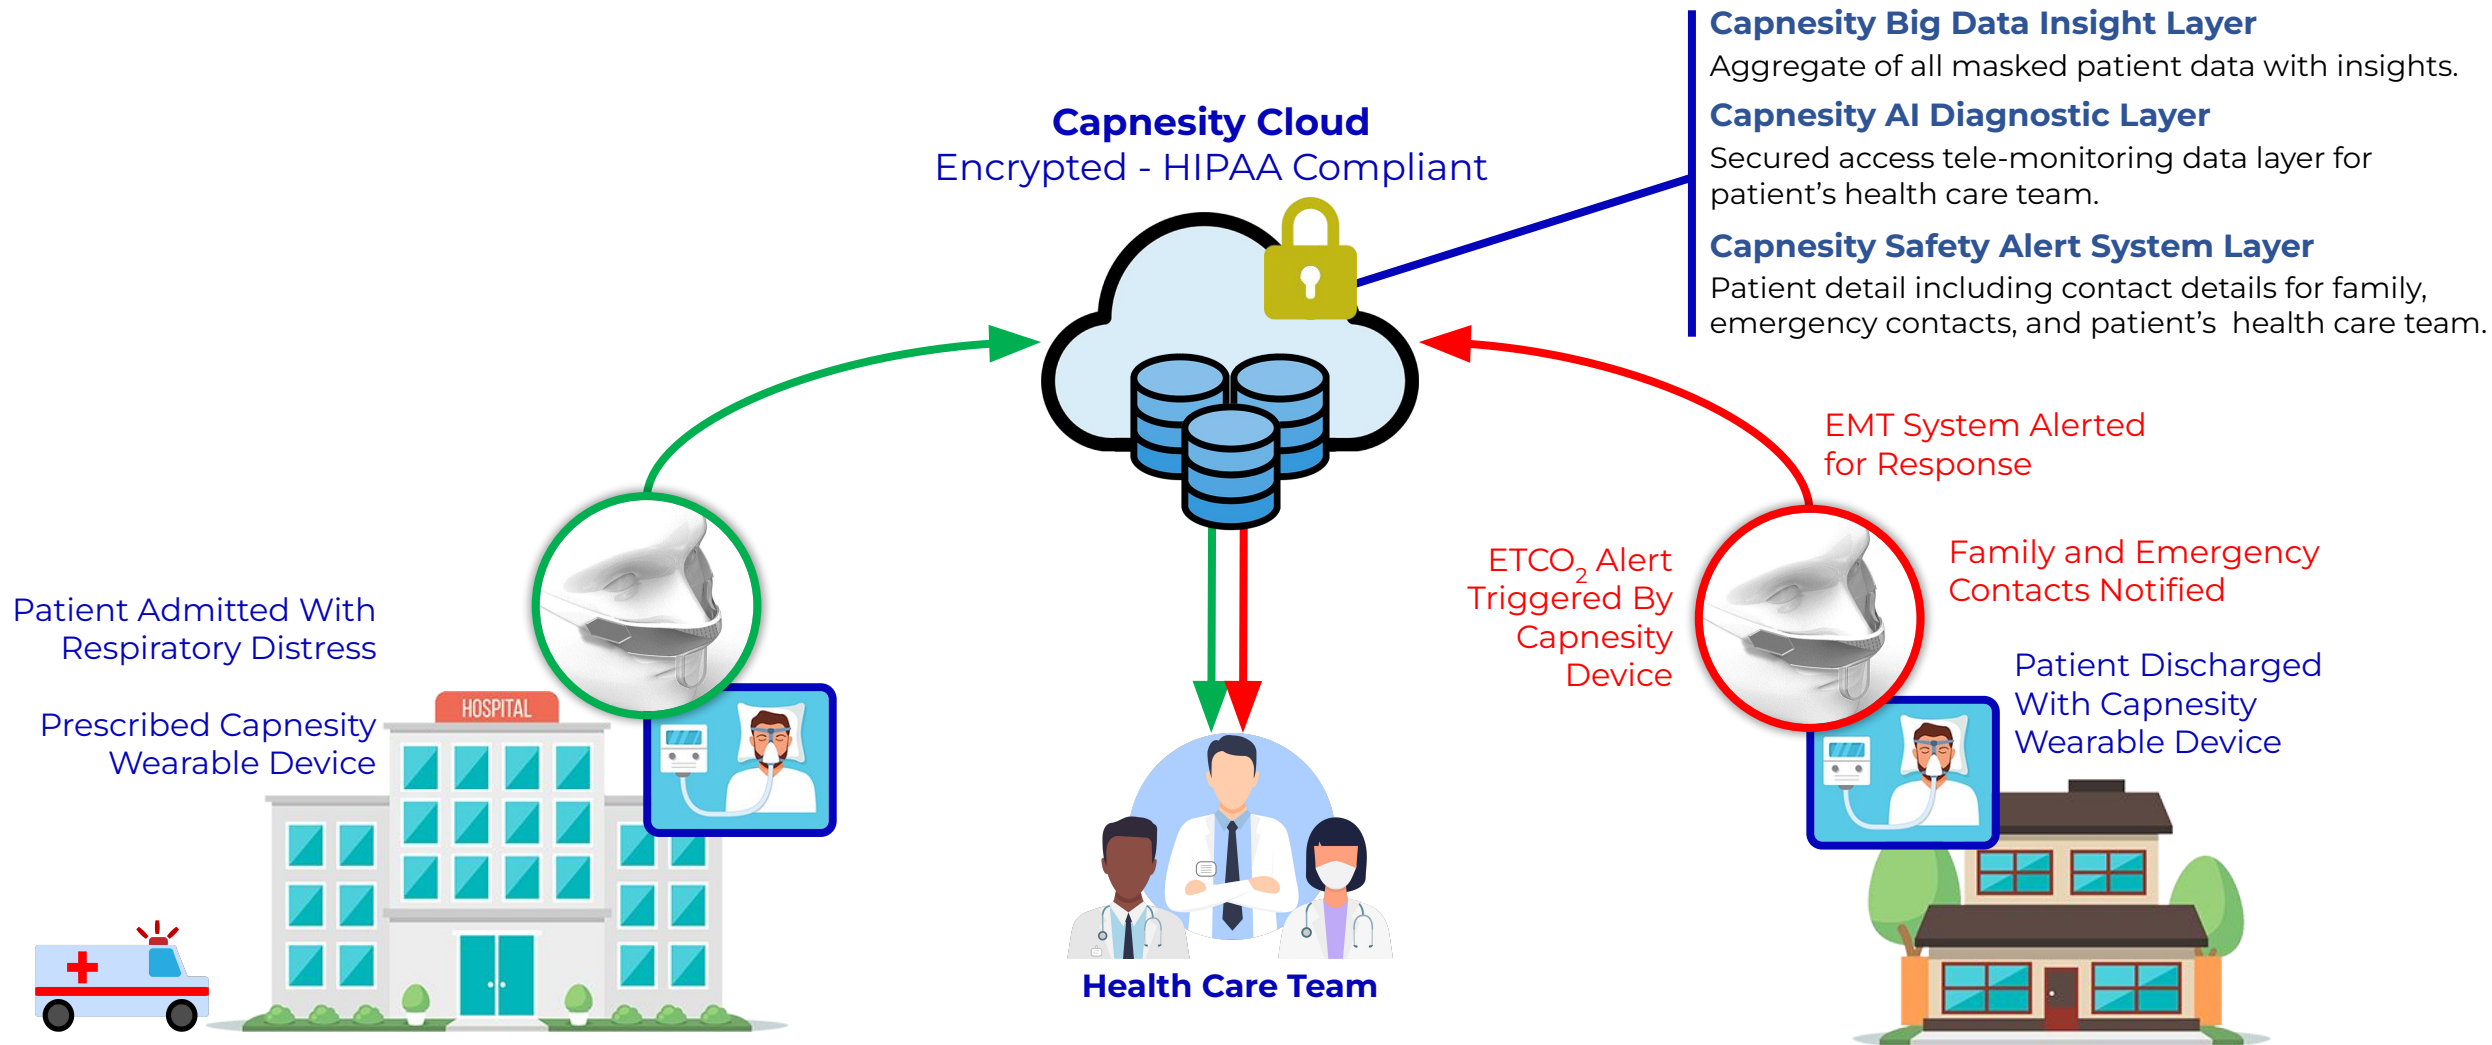 Capnesity Big Data Insight Layer
Aggregate of all masked patient data with insights.
Capnesity AI Diagnostic Layer
Secured access tele-monitoring data layer for
patient’s health care team.
Capnesity Safety Alert System Layer
Patient detail including contact details for family,
emergency contacts, and patient’s health care team.
Capnesity Cloud
Encrypted - HIPAA Compliant
EMT System Alerted
for Response
ETCO₂ Alert
Triggered By
Capnesity
Device
Family and Emergency
Contacts Notified
Patient Discharged
With Capnesity
Wearable Device
Patient Admitted With
Respiratory Distress
Prescribed Capnesity
Wearable Device
HOSPITAL
Health Care Team